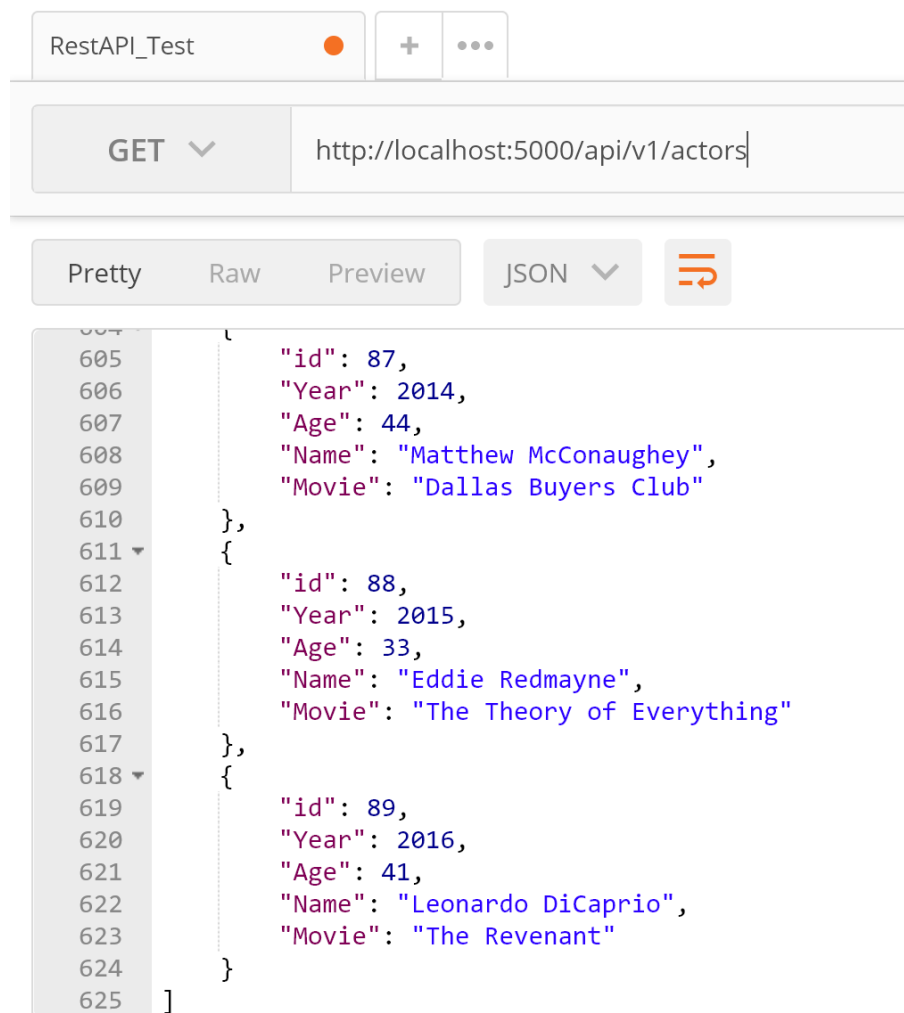 RestAPI_Test
GET http://localhost:5000/api/v1/actors
Pretty Raw Preview JSON
604 {
605 "id": 87,
606 "Year": 2014,
607 "Age": 44,
608 "Name": "Matthew McConaughey",
609 "Movie": "Dallas Buyers Club"
610 },
611 {
612 "id": 88,
613 "Year": 2015,
614 "Age": 33,
615 "Name": "Eddie Redmayne",
616 "Movie": "The Theory of Everything"
617 },
618 {
619 "id": 89,
620 "Year": 2016,
621 "Age": 41,
622 "Name": "Leonardo DiCaprio",
623 "Movie": "The Revenant"
624 }
625 ]